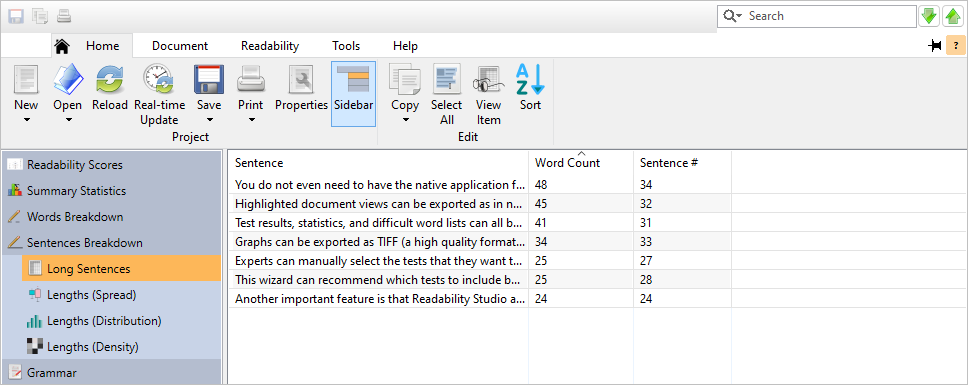 Search
Home Document Readability Tools Help
?
New Open Reload Real-time Update Save Print Properties Sidebar Copy Select All View Item A Z Sort
Project Edit
Readability Scores
Summary Statistics
Words Breakdown
Sentences Breakdown
Long Sentences
Lengths (Spread)
Lengths (Distribution)
Lengths (Density)
Grammar
Sentence Word Count Sentence #
You do not even need to have the native application f... 48 34
Highlighted document views can be exported as in n... 45 32
Test results, statistics, and difficult word lists can all b... 41 31
Graphs can be exported as TIFF (a high quality format... 34 33
Experts can manually select the tests that they want t... 25 27
This wizard can recommend which tests to include b... 25 28
Another important feature is that Readability Studio a... 24 24